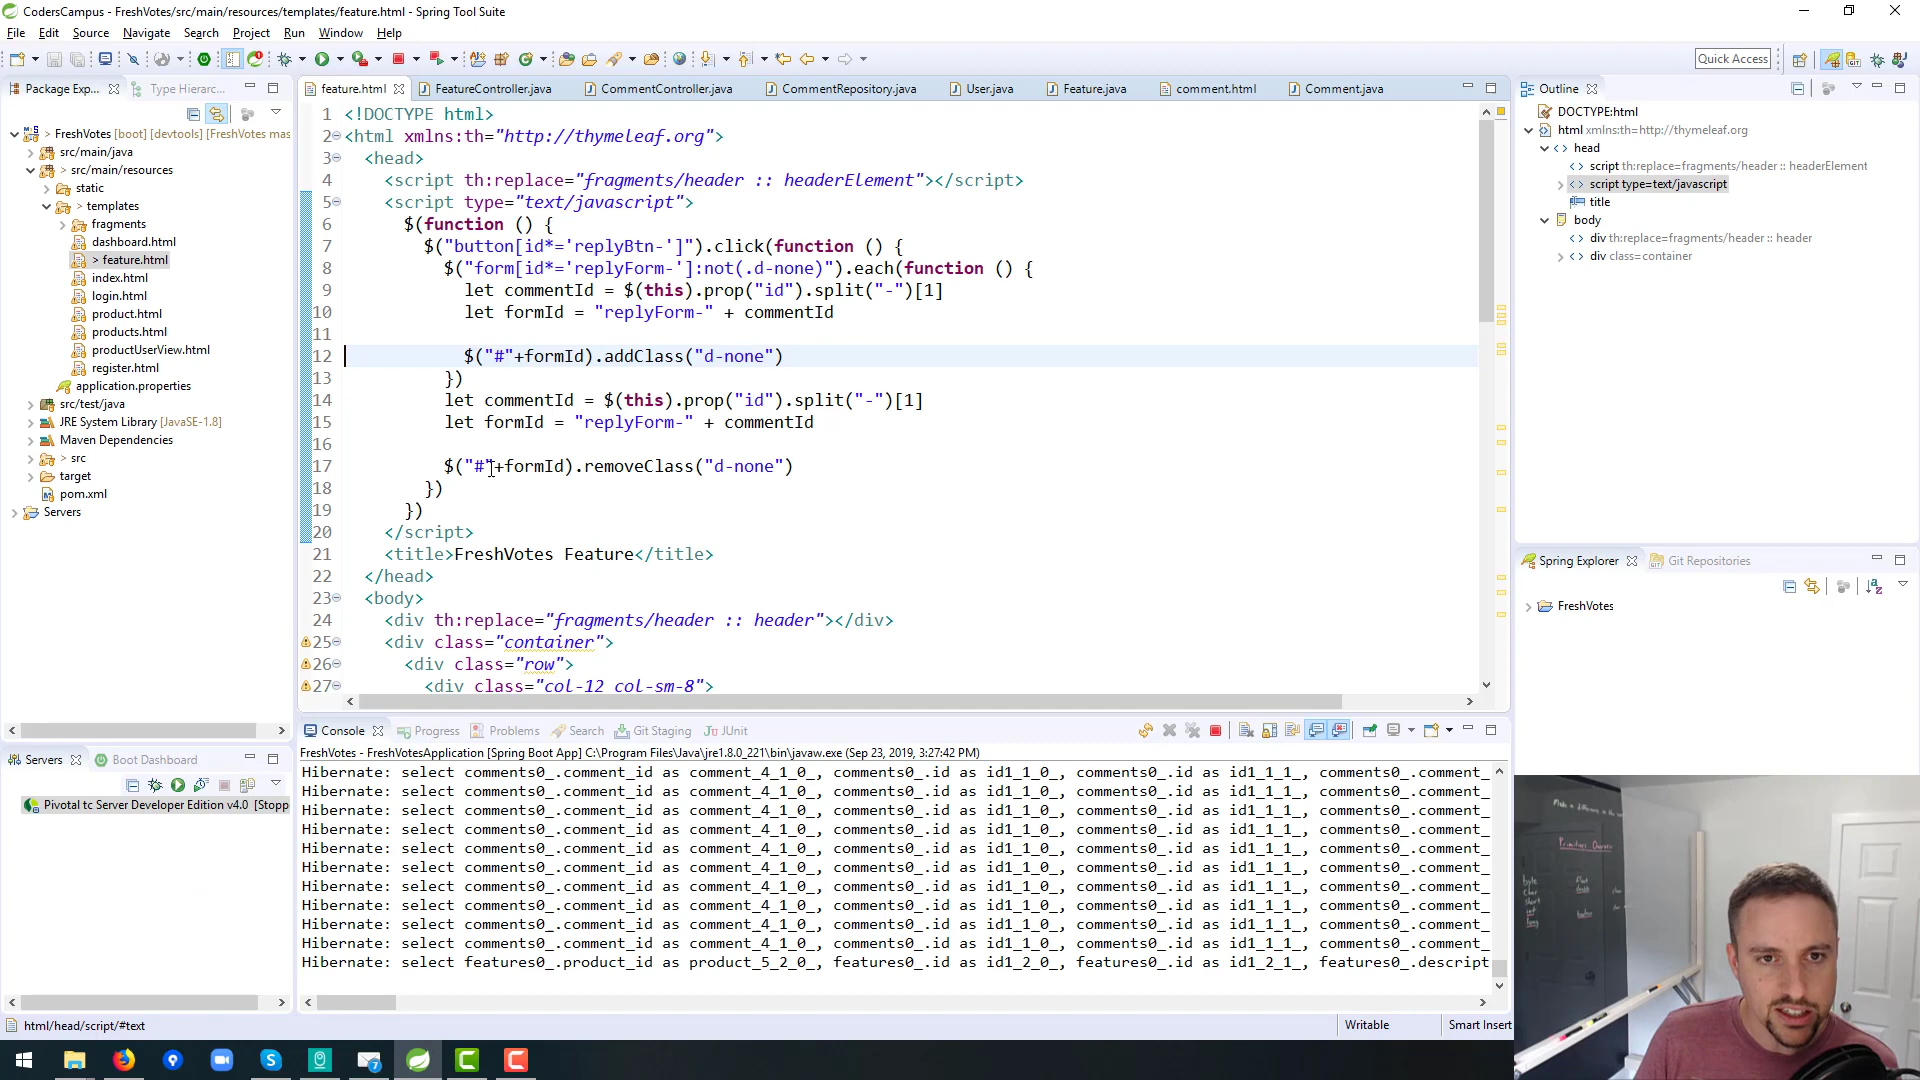 CodersCampus - FreshVotes/src/main/resources/templates/feature.html - Spring Tool Suite
File Edit Source Navigate Search Project Run Window Help
Quick Access
Package Exp...
Type Hierarc...
FreshVotes [boot] [devtools] [FreshVotes mas
src/main/java
> src/main/resources
static
> templates
fragments
dashboard.html
> feature.html
index.html
login.html
product.html
products.html
productUserView.html
register.html
application.properties
src/test/java
JRE System Library [JavaSE-1.8]
Maven Dependencies
> src
target
pom.xml
Servers
feature.html FeatureController.java CommentController.java CommentRepository.java User.java Feature.java comment.html Comment.java
1 <!DOCTYPE html>
2 <html xmlns:th="http://thymeleaf.org">
3 <head>
4 <script th:replace="fragments/header :: headerElement"></script>
5 <script type="text/javascript">
6 $(function () {
7 $("button[id*='replyBtn-']").click(function () {
8 $("form[id*='replyForm-']:not(.d-none)").each(function () {
9 let commentId = $(this).prop("id").split("-")[1]
10 let formId = "replyForm-" + commentId
11
12 $("#"+formId).addClass("d-none")
13 })
14 let commentId = $(this).prop("id").split("-")[1]
15 let formId = "replyForm-" + commentId
16
17 $("#"+formId).removeClass("d-none")
18 })
19 })
20 </script>
21 <title>FreshVotes Feature</title>
22 </head>
23 <body>
24 <div th:replace="fragments/header :: header"></div>
25 <div class="container">
26 <div class="row">
27 <div class="col-12 col-sm-8">
Outline
DOCTYPE:html
html xmlns:th=http://thymeleaf.org
head
script th:replace=fragments/header :: headerElement
script type=text/javascript
title
body
div th:replace=fragments/header :: header
div class=container
Spring Explorer
Git Repositories
FreshVotes
Servers
Boot Dashboard
Pivotal tc Server Developer Edition v4.0 [Stopp
Console Progress Problems Search Git Staging JUnit
FreshVotes - FreshVotesApplication [Spring Boot App] C:\Program Files\Java\jre1.8.0_221\bin\javaw.exe (Sep 23, 2019, 3:27:42 PM)
Hibernate: select comments0_.comment_id as comment_4_1_0_, comments0_.id as id1_1_0_, comments0_.id as id1_1_1_, comments0_.comment_
Hibernate: select comments0_.comment_id as comment_4_1_0_, comments0_.id as id1_1_0_, comments0_.id as id1_1_1_, comments0_.comment_
Hibernate: select comments0_.comment_id as comment_4_1_0_, comments0_.id as id1_1_0_, comments0_.id as id1_1_1_, comments0_.comment_
Hibernate: select comments0_.comment_id as comment_4_1_0_, comments0_.id as id1_1_0_, comments0_.id as id1_1_1_, comments0_.comment_
Hibernate: select comments0_.comment_id as comment_4_1_0_, comments0_.id as id1_1_0_, comments0_.id as id1_1_1_, comments0_.comment_
Hibernate: select comments0_.comment_id as comment_4_1_0_, comments0_.id as id1_1_0_, comments0_.id as id1_1_1_, comments0_.comment_
Hibernate: select comments0_.comment_id as comment_4_1_0_, comments0_.id as id1_1_0_, comments0_.id as id1_1_1_, comments0_.comment_
Hibernate: select comments0_.comment_id as comment_4_1_0_, comments0_.id as id1_1_0_, comments0_.id as id1_1_1_, comments0_.comment_
Hibernate: select comments0_.comment_id as comment_4_1_0_, comments0_.id as id1_1_0_, comments0_.id as id1_1_1_, comments0_.comment_
Hibernate: select comments0_.comment_id as comment_4_1_0_, comments0_.id as id1_1_0_, comments0_.id as id1_1_1_, comments0_.comment_
Hibernate: select features0_.product_id as product_5_2_0_, features0_.id as id1_2_0_, features0_.id as id1_2_1_, features0_.descript
html/head/script/#text
Writable
Smart Insert
byte
char
short
int